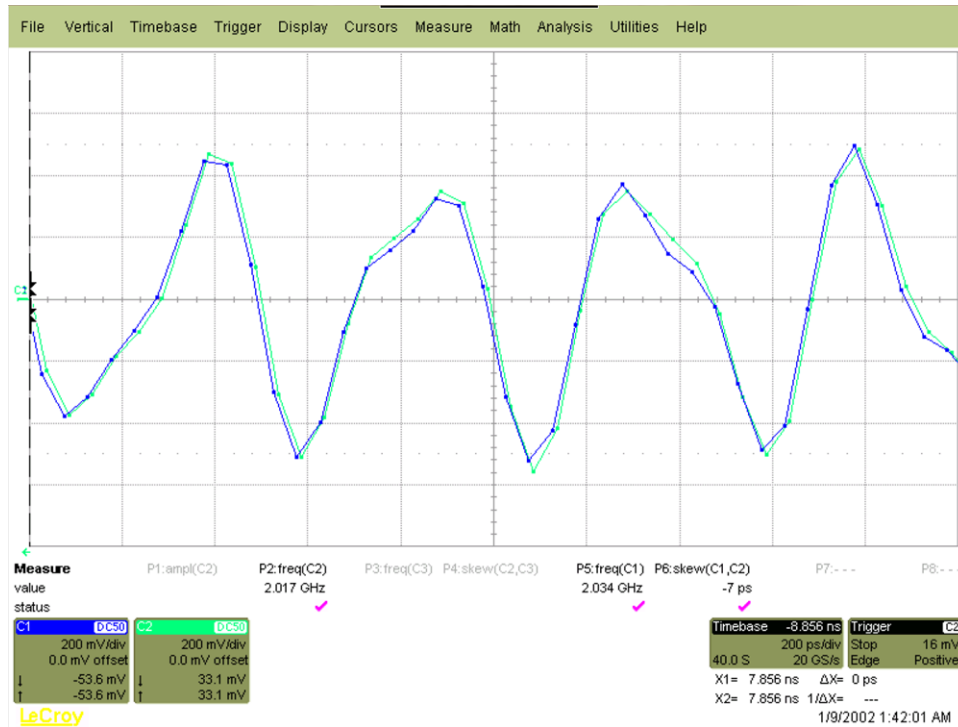 File Vertical Timebase Trigger Display Cursors Measure Math Analysis Utilities Help
C2
Measure P1:ampl(C2) P2:freq(C2) P3:freq(C3) P4:skew(C2,C3) P5:freq(C1) P6:skew(C1,C2) P7:- - - P8:- - -
value 2.017 GHz 2.034 GHz -7 ps
status
C1 DC50 C2 DC50 Timebase -8.856 ns Trigger C2
200 mV/div 200 mV/div 200 ps/div Stop 16 mV
0.0 mV offset 0.0 mV offset 40.0 S 20 GS/s Edge Positive
↓ -53.6 mV ↓ 33.1 mV X1= 7.856 ns ΔX= 0 ps
↑ -53.6 mV ↑ 33.1 mV X2= 7.856 ns 1/ΔX= ---
LeCroy 1/9/2002 1:42:01 AM